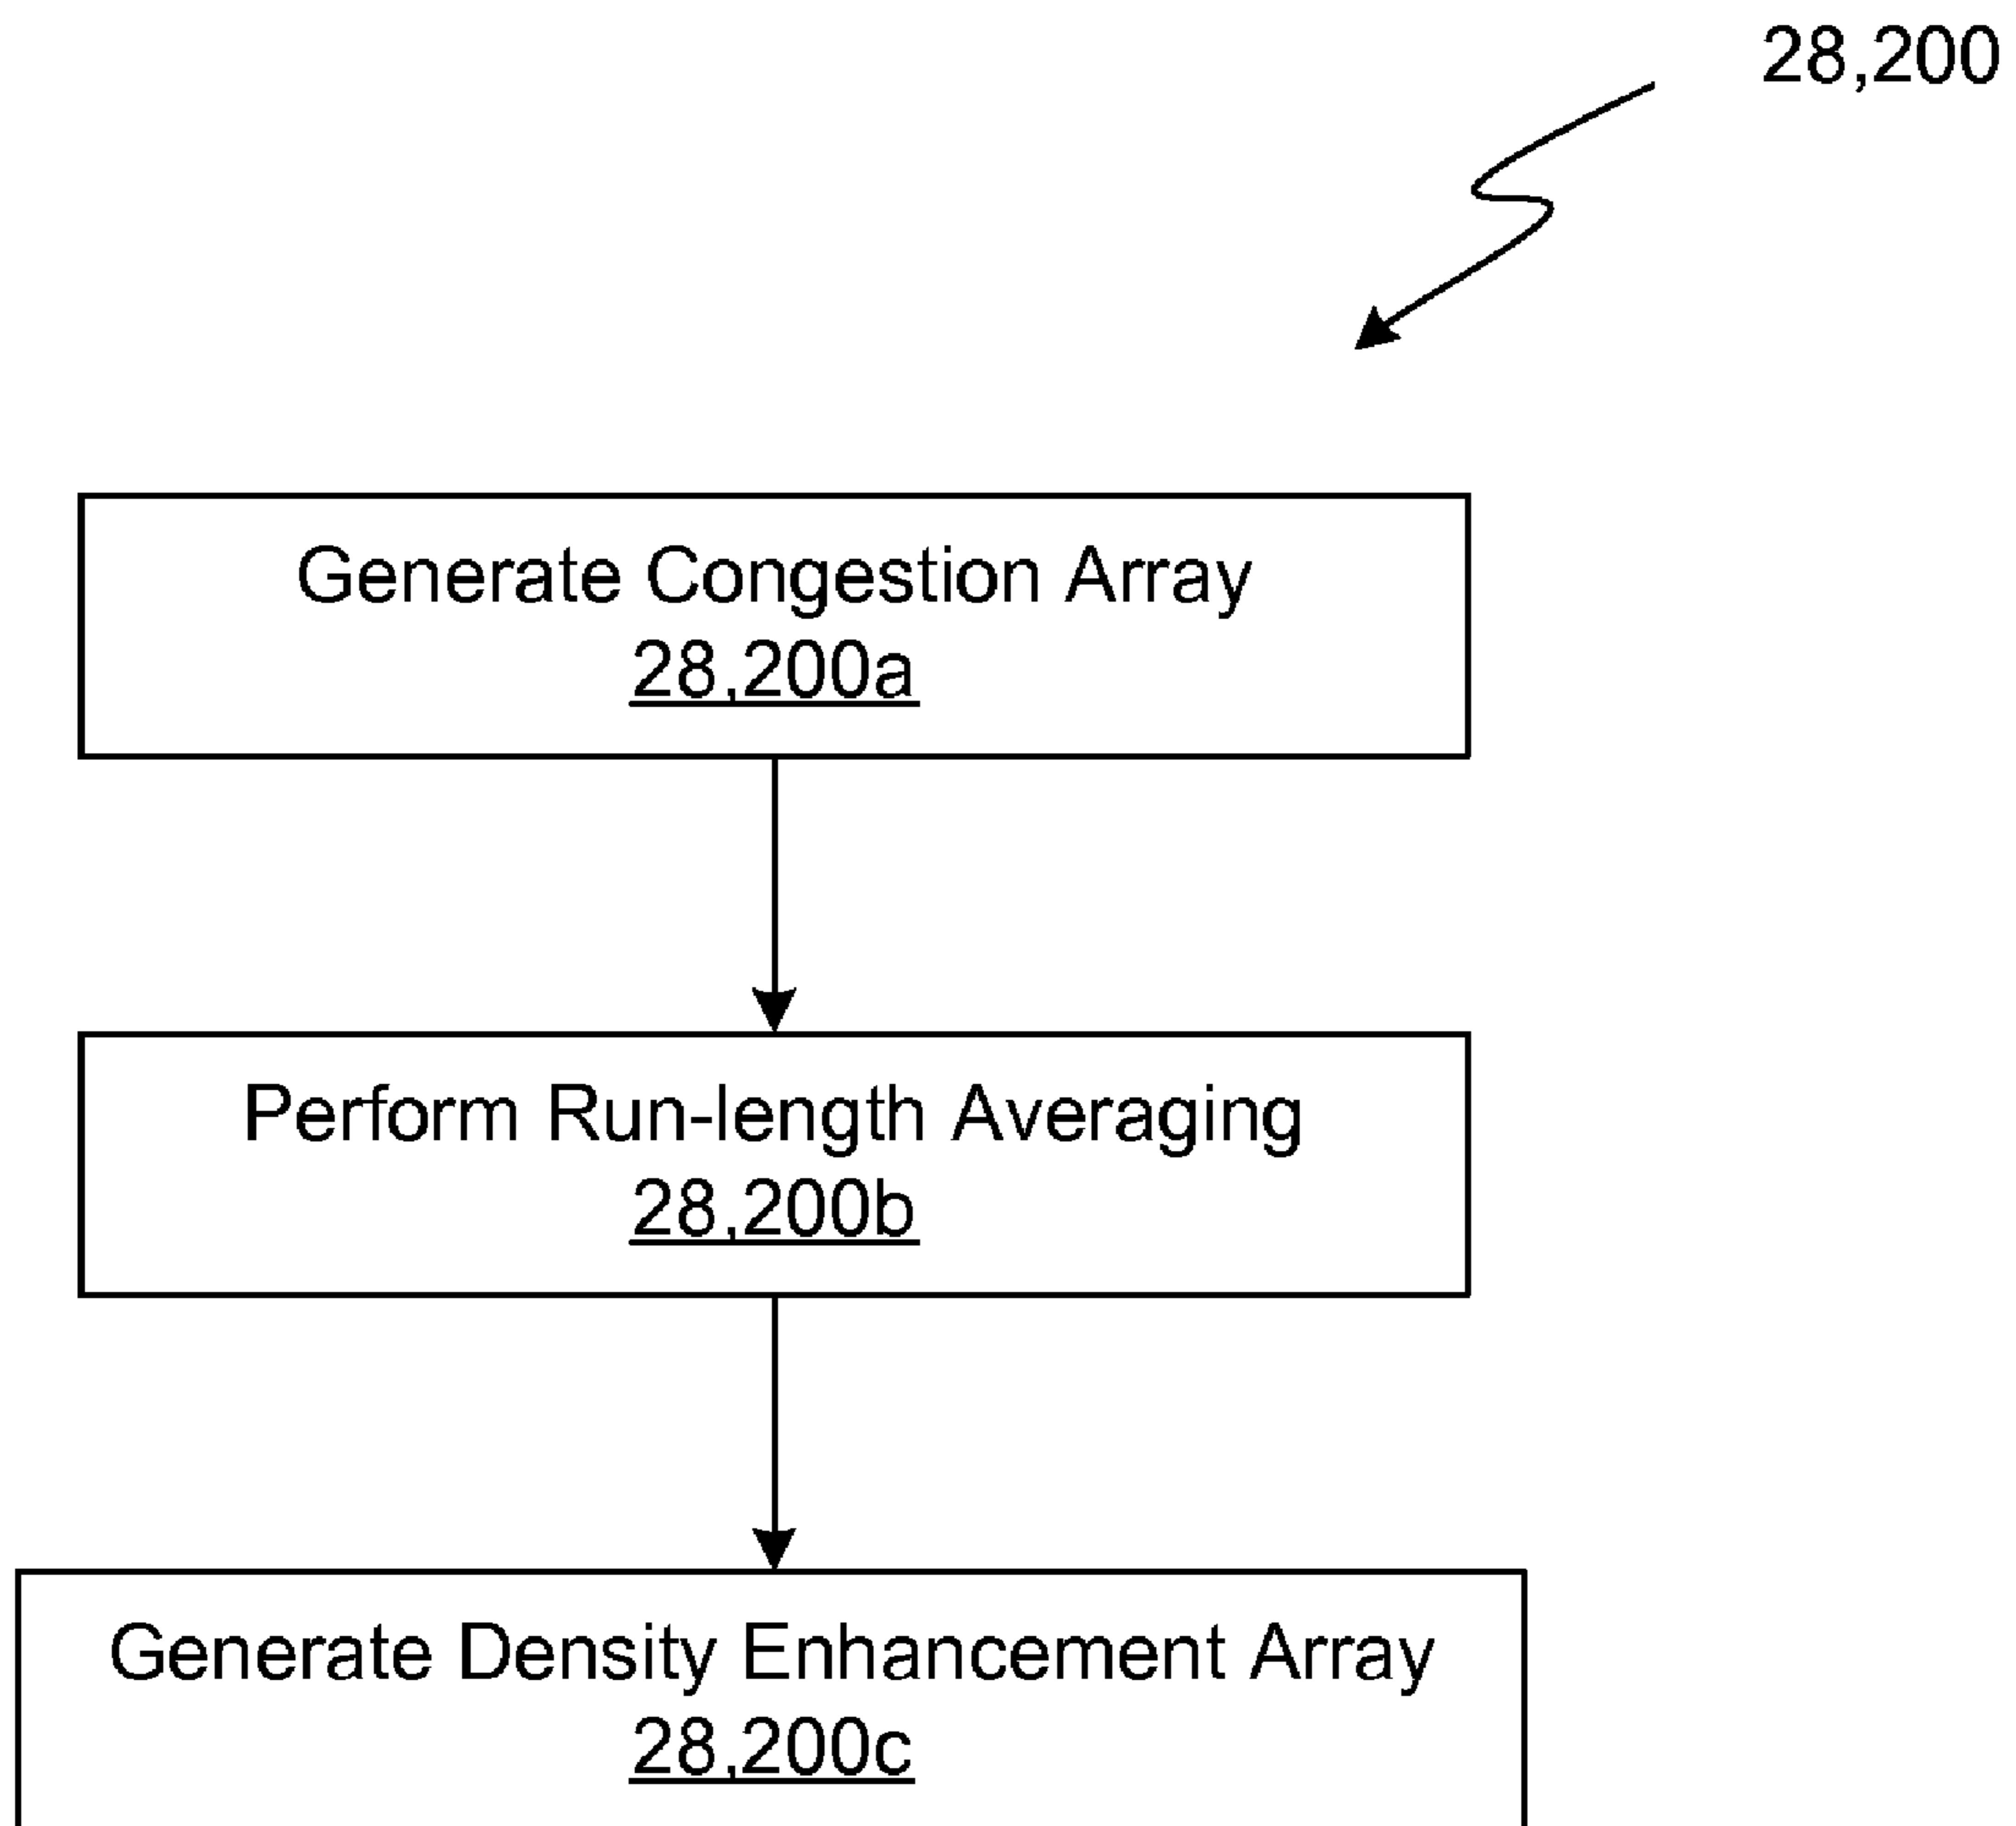 28,200
Generate Congestion Array
28,200a
Perform Run-length Averaging
28,200b
Generate Density Enhancement Array
28,200c